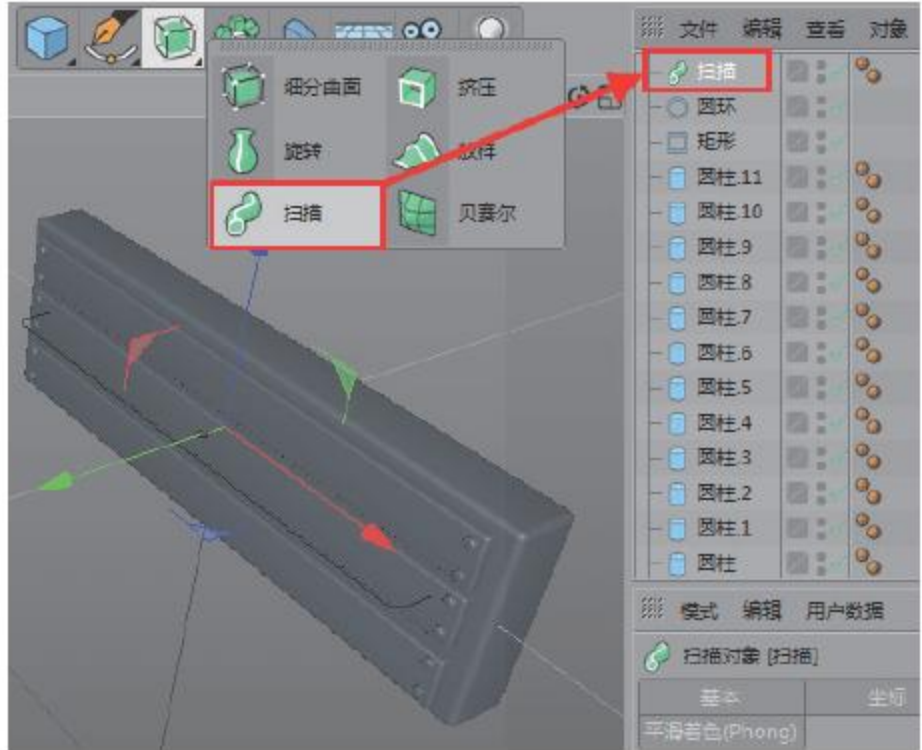 文件 编辑 查看 对象
细分曲面 挤压
旋转 放样
扫描 贝塞尔
扫描
圆环
矩形
圆柱.11
圆柱.10
圆柱.9
圆柱.8
圆柱.7
圆柱.6
圆柱.5
圆柱.4
圆柱.3
圆柱.2
圆柱.1
圆柱
模式 编辑 用户数据
扫描对象 [扫描]
基本 坐标
平滑着色(Phong)